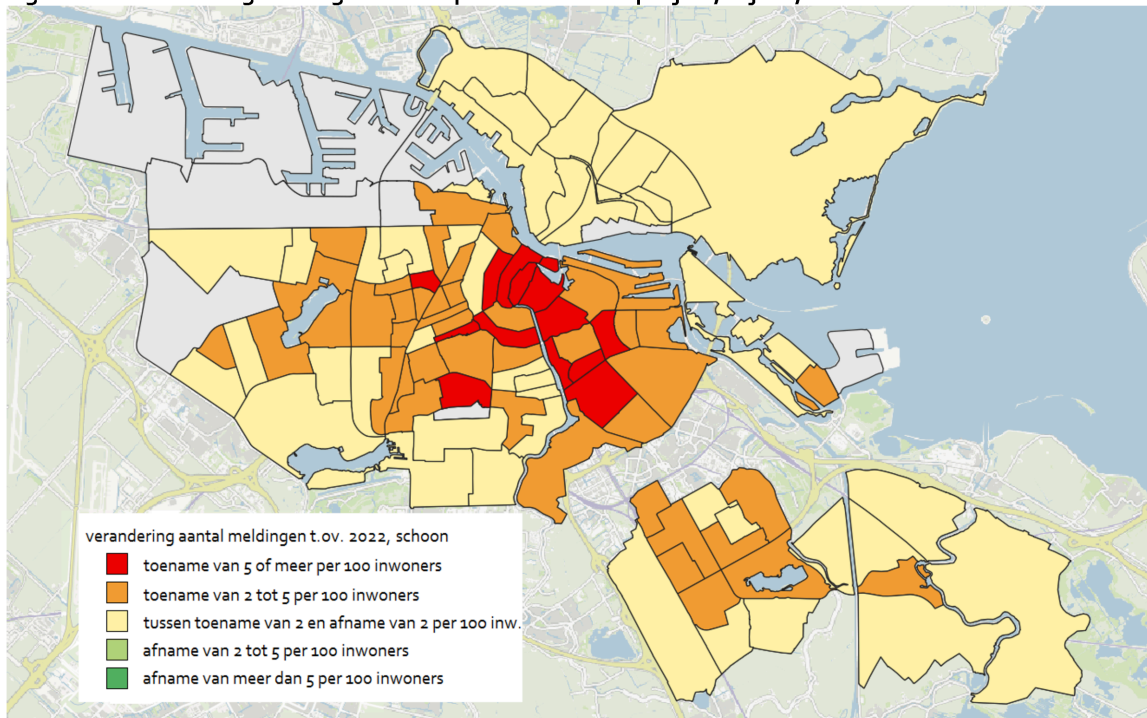 verandering aantal meldingen t.ov. 2022, schoon
toename van 5 of meer per 100 inwoners
toename van 2 tot 5 per 100 inwoners
tussen toename van 2 en afname van 2 per 100 inw.
afname van 2 tot 5 per 100 inwoners
afname van meer dan 5 per 100 inwoners